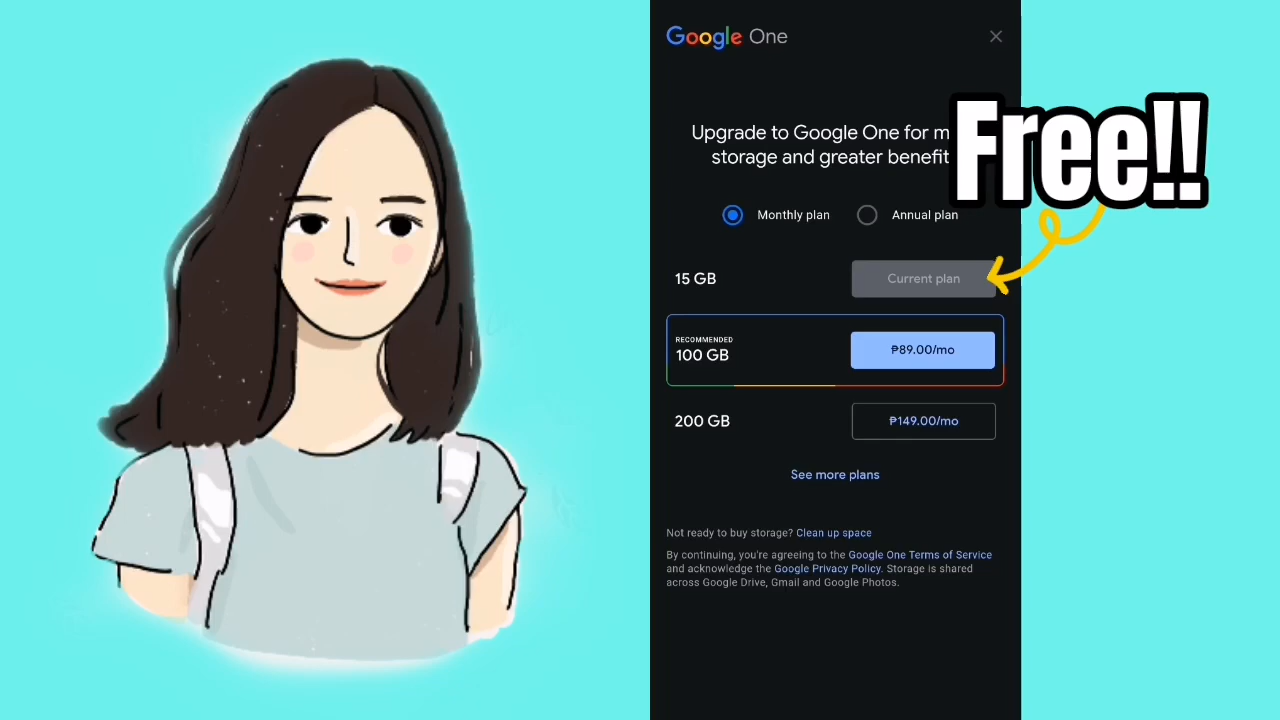 Google One
Free!!
Upgrade to Google One for m
storage and greater benefit
Monthly plan
Annual plan
15 GB
Current plan
RECOMMENDED
100 GB
₱89.00/mo
200 GB
₱149.00/mo
See more plans
Not ready to buy storage? Clean up space
By continuing, you're agreeing to the Google One Terms of Service
and acknowledge the Google Privacy Policy. Storage is shared
across Google Drive, Gmail and Google Photos.